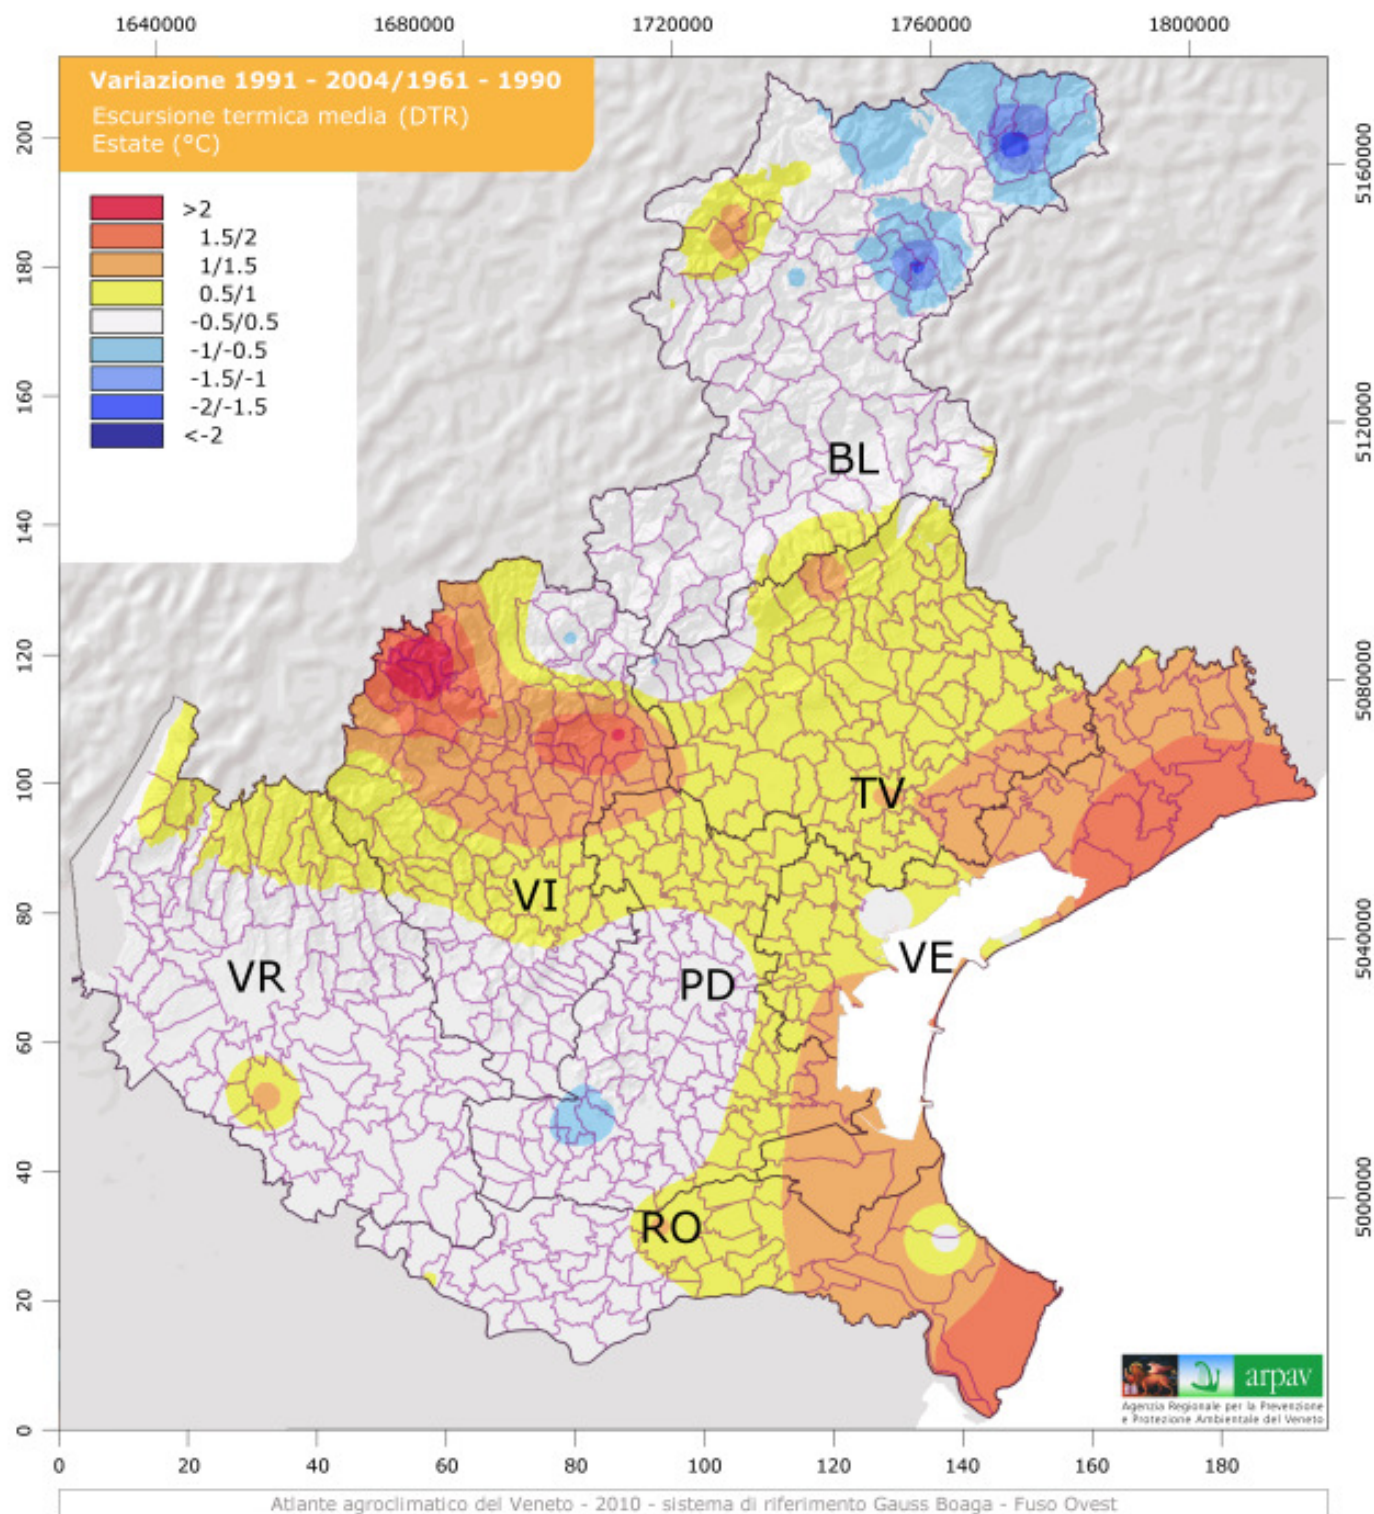 1640000 1680000 1720000 1760000 1800000
Variazione 1991 - 2004/1961 - 1990
Escursione termica media (DTR)
Estate (°C)
>2
1.5/2
1/1.5
0.5/1
-0.5/0.5
-1/-0.5
-1.5/-1
-2/-1.5
<-2
200
180
160
140
120
100
80
60
40
20
0
5160000
5120000
5080000
5040000
5000000
BL
TV
VI
VE
VR
PD
RO
arpav
Agenzia Regionale per la Prevenzione
e Protezione Ambientale del Veneto
0 20 40 60 80 100 120 140 160 180
Atlante agroclimatico del Veneto - 2010 - sistema di riferimento Gauss Boaga - Fuso Ovest